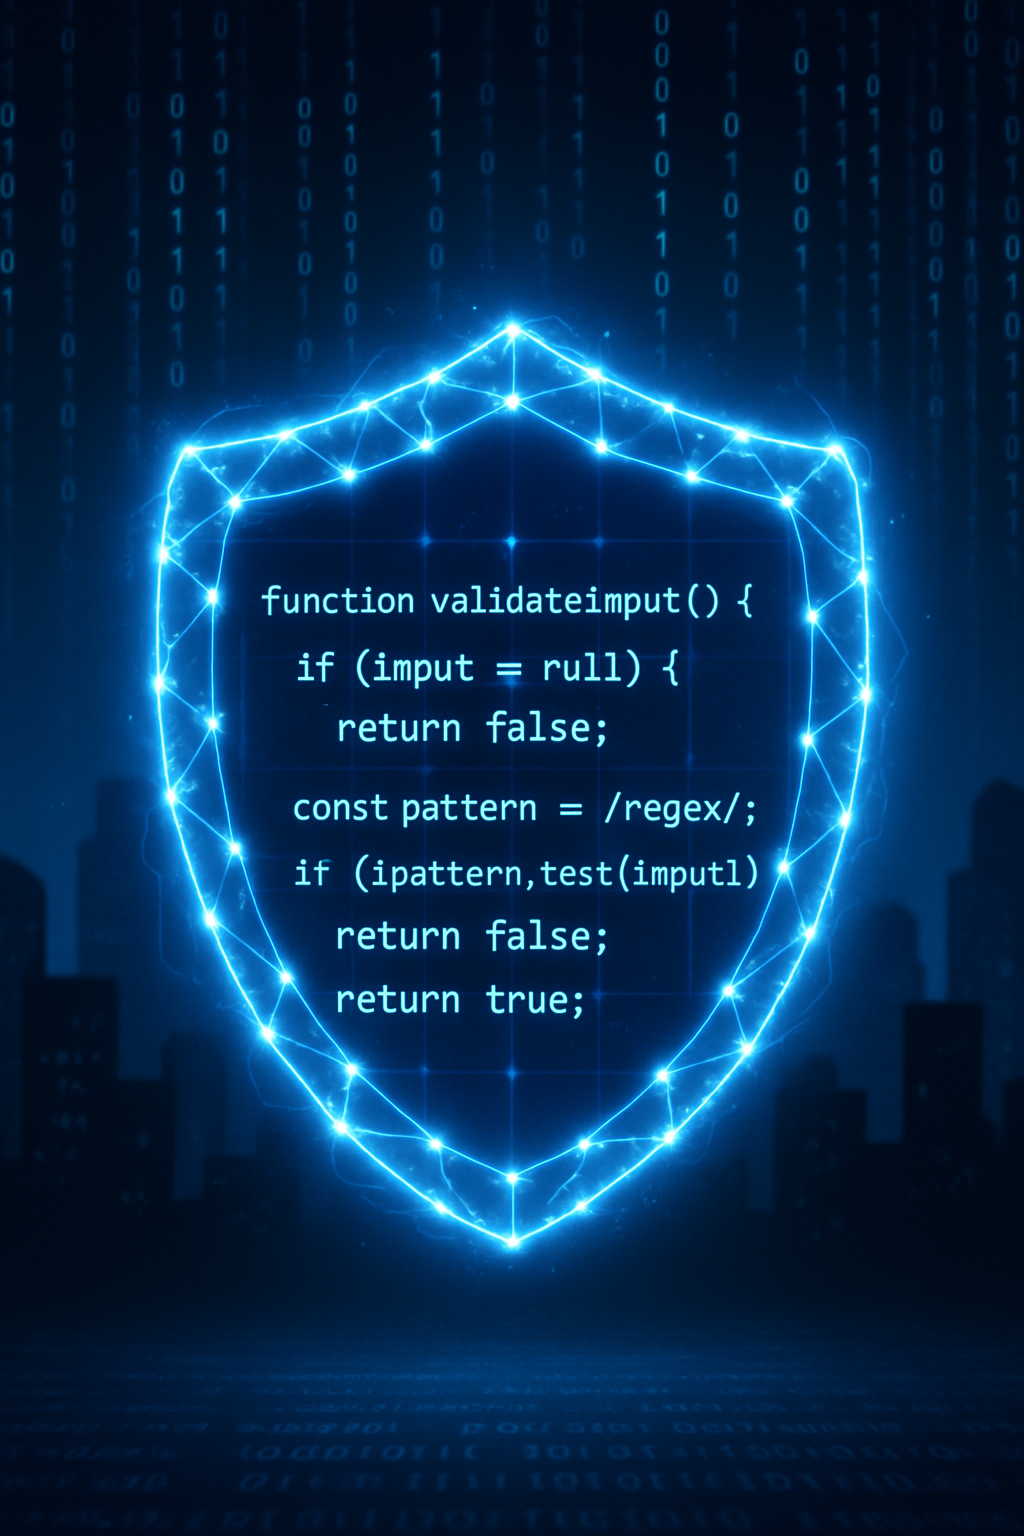 function validateimput() {
if (imput = rull) {
return false;
const pattern = /regex/;
if (ipattern,test(imputl)
return false;
return true;